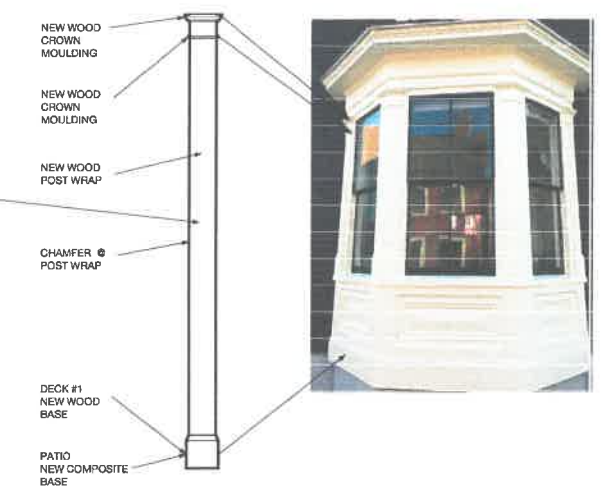 NEW WOOD
CROWN
MOULDING
NEW WOOD
CROWN
MOULDING
NEW WOOD
POST WRAP
CHAMFER @
POST WRAP
DECK #1
NEW WOOD
BASE
PATIO
NEW COMPOSITE
BASE